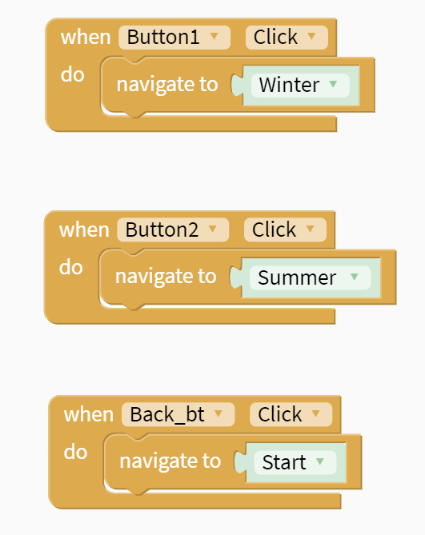 when Button1 Click
do navigate to Winter
when Button2 Click
do navigate to Summer
when Back_bt Click
do navigate to Start